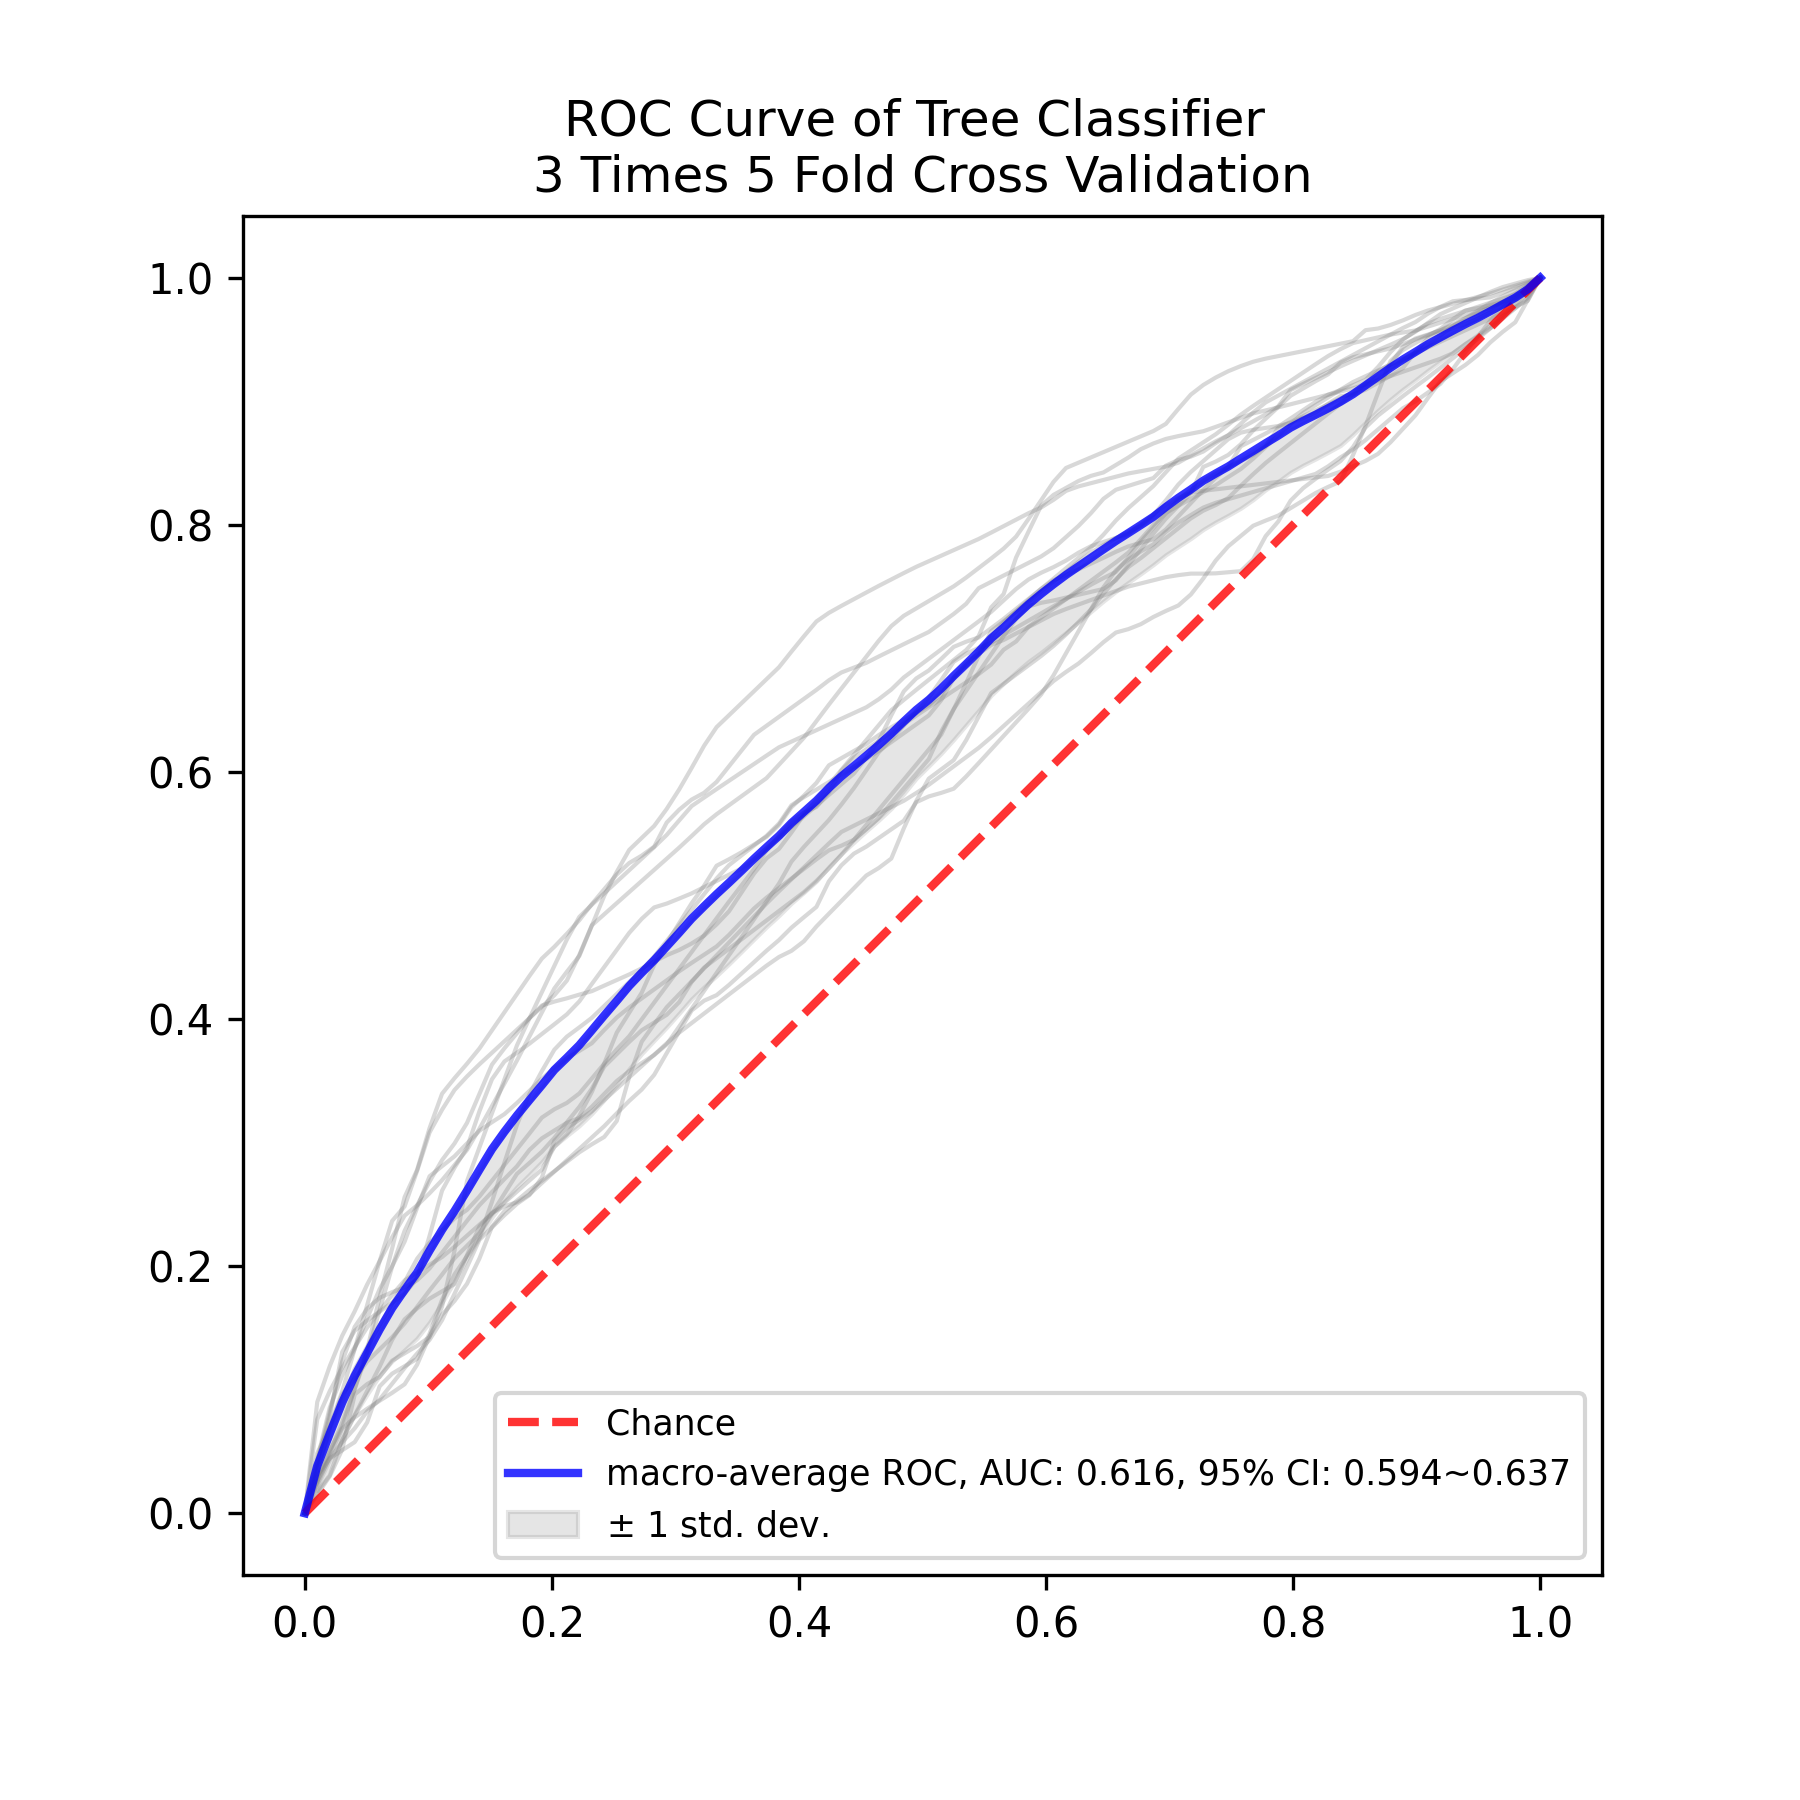 ROC Curve of Tree Classifier
3 Times 5 Fold Cross Validation
1.0
0.8
0.6
0.4
0.2
0.0
Chance
macro-average ROC, AUC: 0.616, 95% CI: 0.594~0.637
± 1 std. dev.
0.0 0.2 0.4 0.6 0.8 1.0